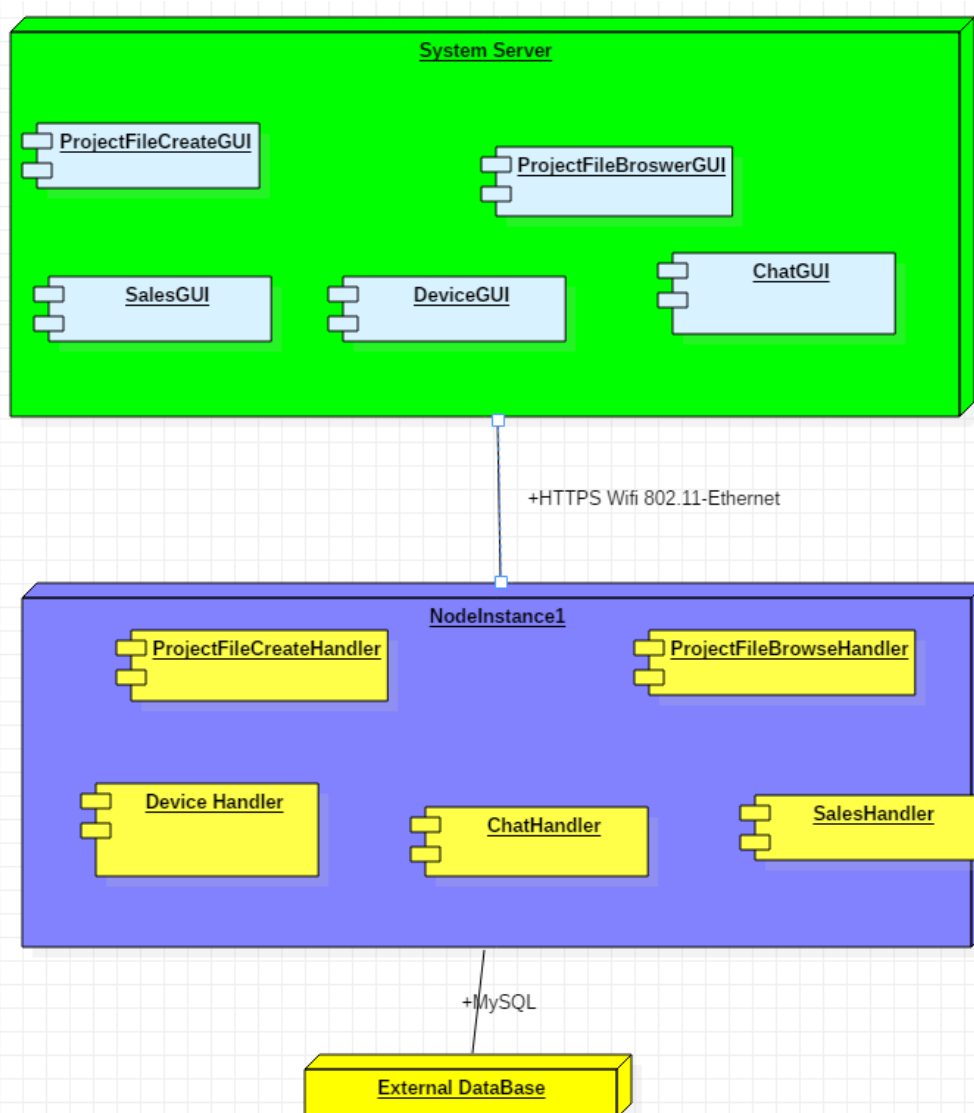 System Server
ProjectFileCreateGUI
ProjectFileBroswerGUI
SalesGUI
DeviceGUI
ChatGUI
+HTTPS Wifi 802.11-Ethernet
NodeInstance1
ProjectFileCreateHandler
ProjectFileBrowseHandler
Device Handler
ChatHandler
SalesHandler
+MySQL
External DataBase